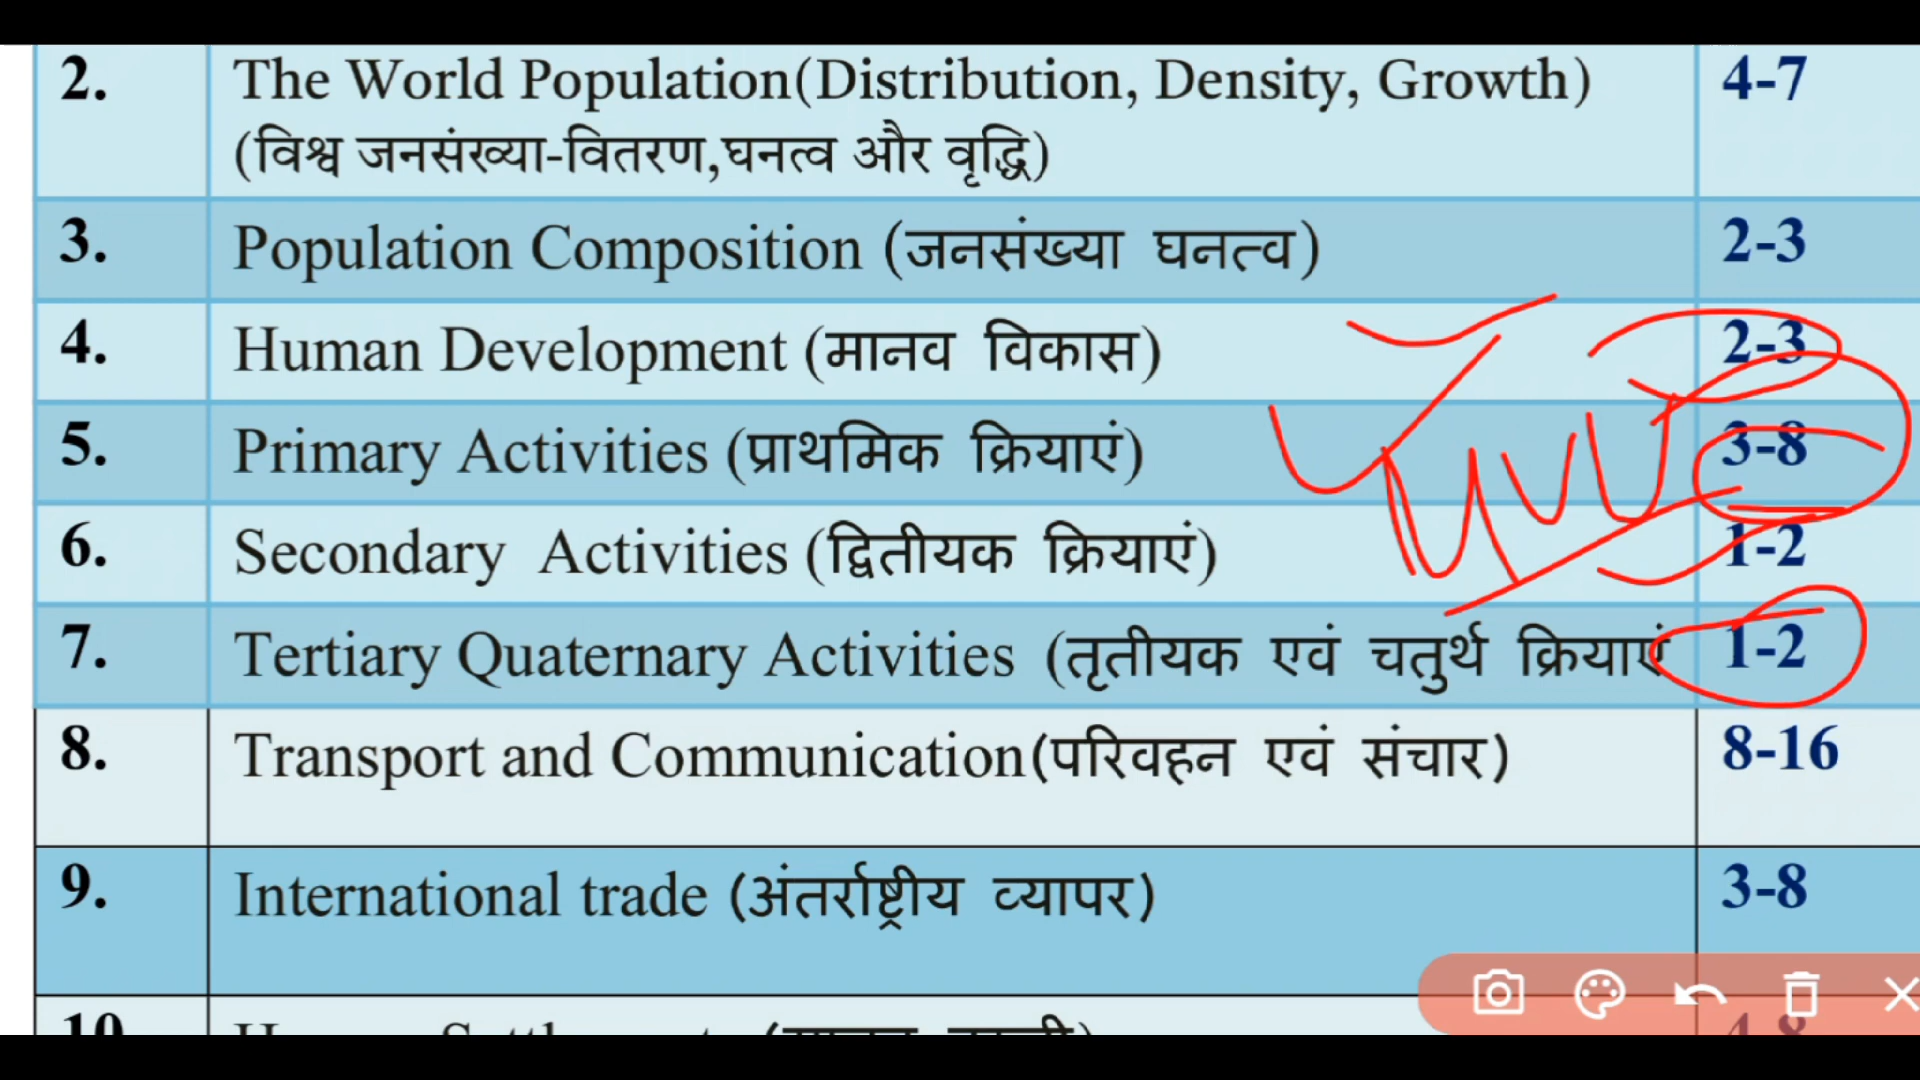 2. The World Population(Distribution, Density, Growth) 4-7
(विश्व जनसंख्या-वितरण,घनत्व और वृद्धि)
3. Population Composition (जनसंख्या घनत्व) 2-3
4. Human Development (मानव विकास) 2-3
5. Primary Activities (प्राथमिक क्रियाएं) 3-8
6. Secondary Activities (द्वितीयक क्रियाएं) 1-2
7. Tertiary Quaternary Activities (तृतीयक एवं चतुर्थ क्रियाएं 1-2
8. Transport and Communication(परिवहन एवं संचार) 8-16
9. International trade (अंतर्राष्ट्रीय व्यापर) 3-8
10 4-8